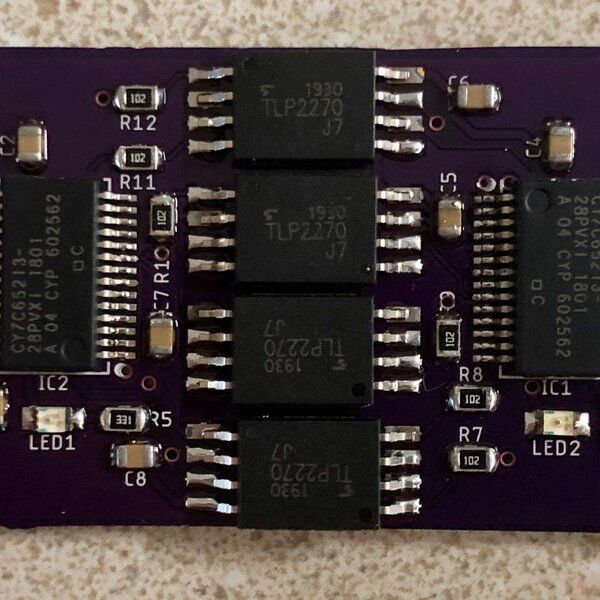 1930
TLP2270
J7
C6
102
R12
102
R11
C2
C4
1930
TLP2270
J7
C5
102
R1
C7
CY7C65213-
28PVXI 1801
A 04 CYP 602562
C
IC2
CY7C65213-
28PVXI 1801
A 04 CYP 602562
C
IC1
TLP2270
1930
J7
102
R8
102
R7
102
LED1
331
R5
C8
LED2
TLP2270
1930
J7